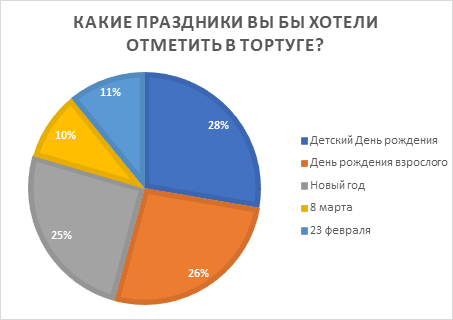 КАКИЕ ПРАЗДНИКИ ВЫ БЫ ХОТЕЛИ
ОТМЕТИТЬ В ТОРТУГЕ?
11%
28%
10%
25%
26%
Детский День рождения
День рождения взрослого
Новый год
8 марта
23 февраля